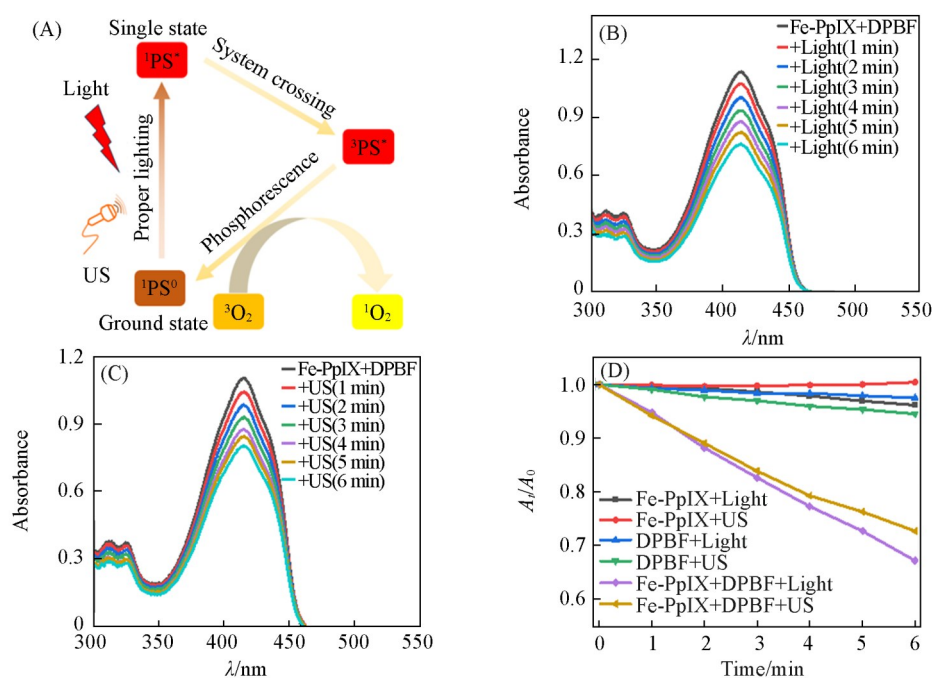 (A)
Single state
¹PS*
Light
System crossing
Proper lighting
³PS*
Phosphorescence
US
¹PS⁰
³O₂
¹O₂
Ground state
(B)
Fe-PpIX+DPBF
+Light(1 min)
+Light(2 min)
+Light(3 min)
+Light(4 min)
+Light(5 min)
+Light(6 min)
1.2
0.9
0.6
0.3
0
Absorbance
300 350 400 450 500 550
λ/nm
(C)
Fe-PpIX+DPBF
+US(1 min)
+US(2 min)
+US(3 min)
+US(4 min)
+US(5 min)
+US(6 min)
1.2
0.9
0.6
0.3
0
Absorbance
300 350 400 450 500 550
λ/nm
(D)
1.0
0.9
0.8
0.7
0.6
Aₜ/A₀
Fe-PpIX+Light
Fe-PpIX+US
DPBF+Light
DPBF+US
Fe-PpIX+DPBF+Light
Fe-PpIX+DPBF+US
0 1 2 3 4 5 6
Time/min